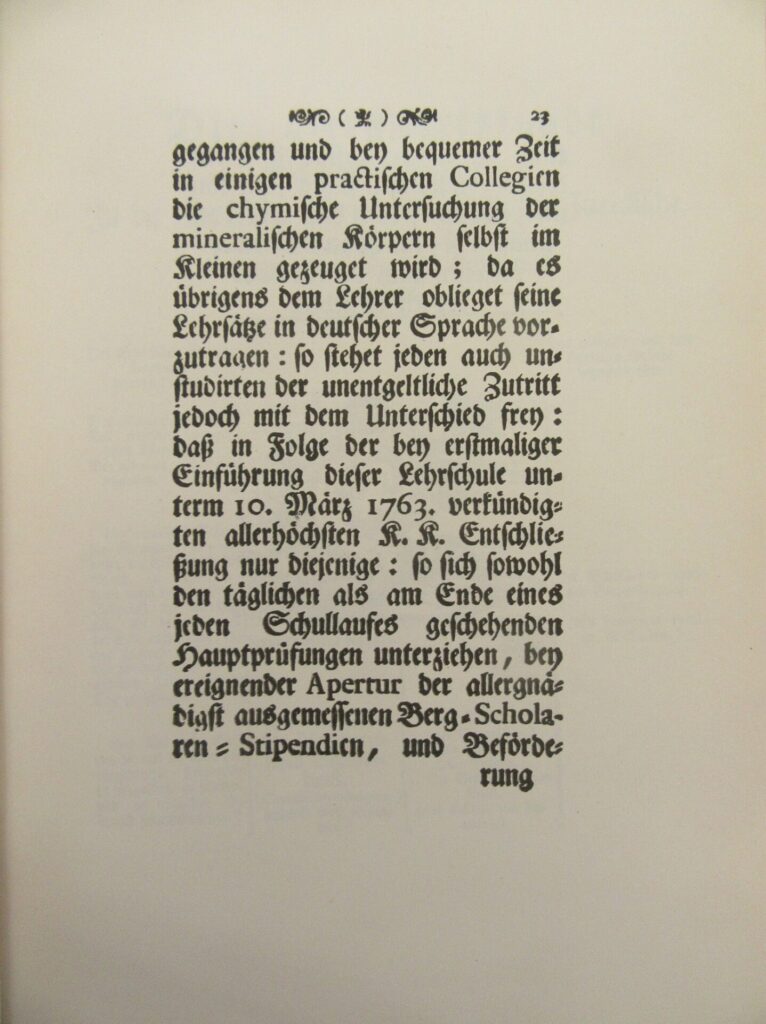 ( ) 23
gegangen und bey bequemer Zeit
in einigen practischen Collegien
die chymische Untersuchung der
mineralischen Körpern selbst im
Kleinen gezeuget wird ; da es
übrigens dem Lehrer oblieget seine
Lehrsätze in deutscher Sprache vor-
zutragen : so stehet jeden auch un-
studirten der unentgeltliche Zutritt
jedoch mit dem Unterschied frey :
daß in Folge der bey erstmaliger
Einführung dieser Lehrschule un-
term 10. März 1763. verkündig-
ten allerhöchsten K. K. Entschlie-
ßung nur diejenige : so sich sowohl
den täglichen als am Ende eines
jeden Schullaufes geschehenden
Hauptprüfungen unterziehen, bey
ereignender Apertur der allergnä-
digst ausgemessenen Berg-Schola-
ren-Stipendien, und Beförde-
rung